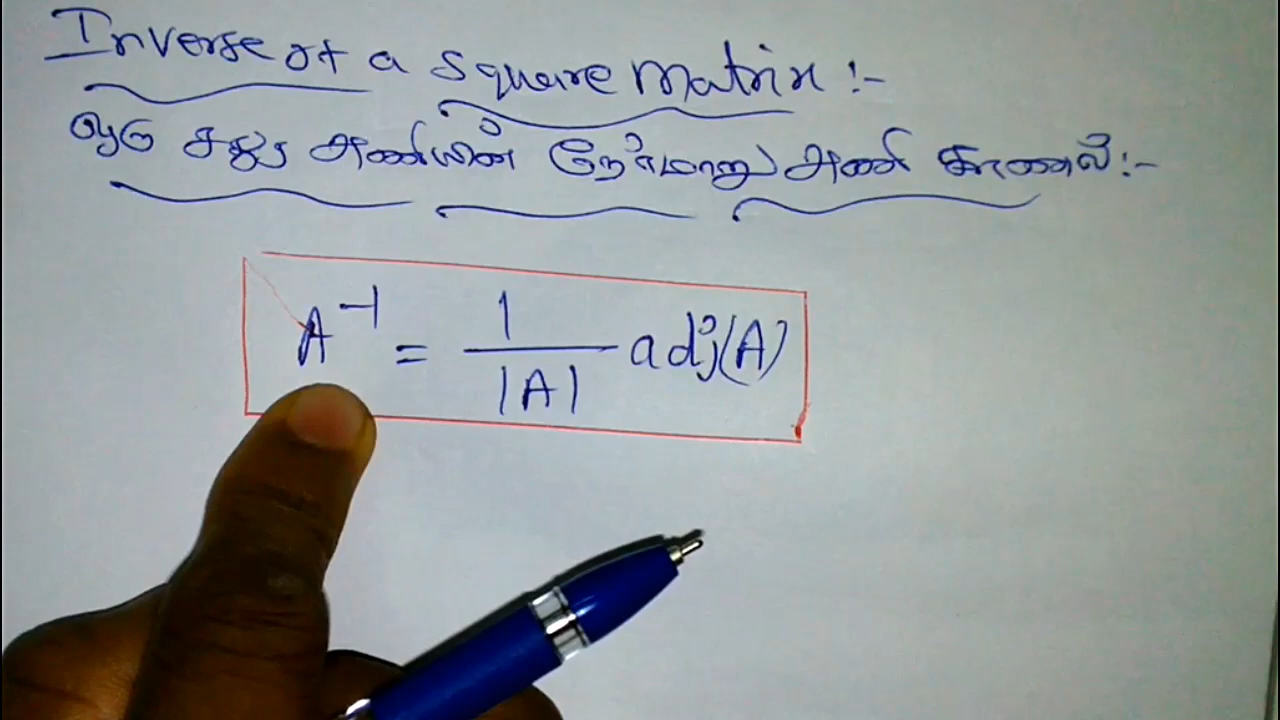 Inverse of a square Matrix :-
ஒரு சதுர அணியின் நேர்மாறு அணி காணல் :-
A⁻¹ = 1/|A| adj(A)